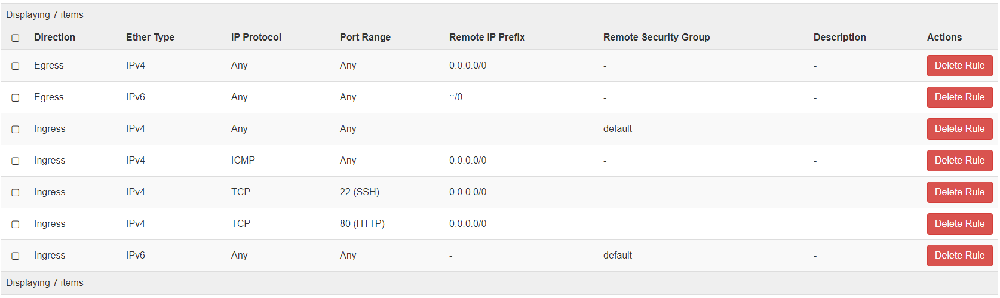 Displaying 7 items
Direction Ether Type IP Protocol Port Range Remote IP Prefix Remote Security Group Description Actions
Egress IPv4 Any Any 0.0.0.0/0 - - Delete Rule
Egress IPv6 Any Any ::/0 - - Delete Rule
Ingress IPv4 Any Any - default - Delete Rule
Ingress IPv4 ICMP Any 0.0.0.0/0 - - Delete Rule
Ingress IPv4 TCP 22 (SSH) 0.0.0.0/0 - - Delete Rule
Ingress IPv4 TCP 80 (HTTP) 0.0.0.0/0 - - Delete Rule
Ingress IPv6 Any Any - default - Delete Rule
Displaying 7 items